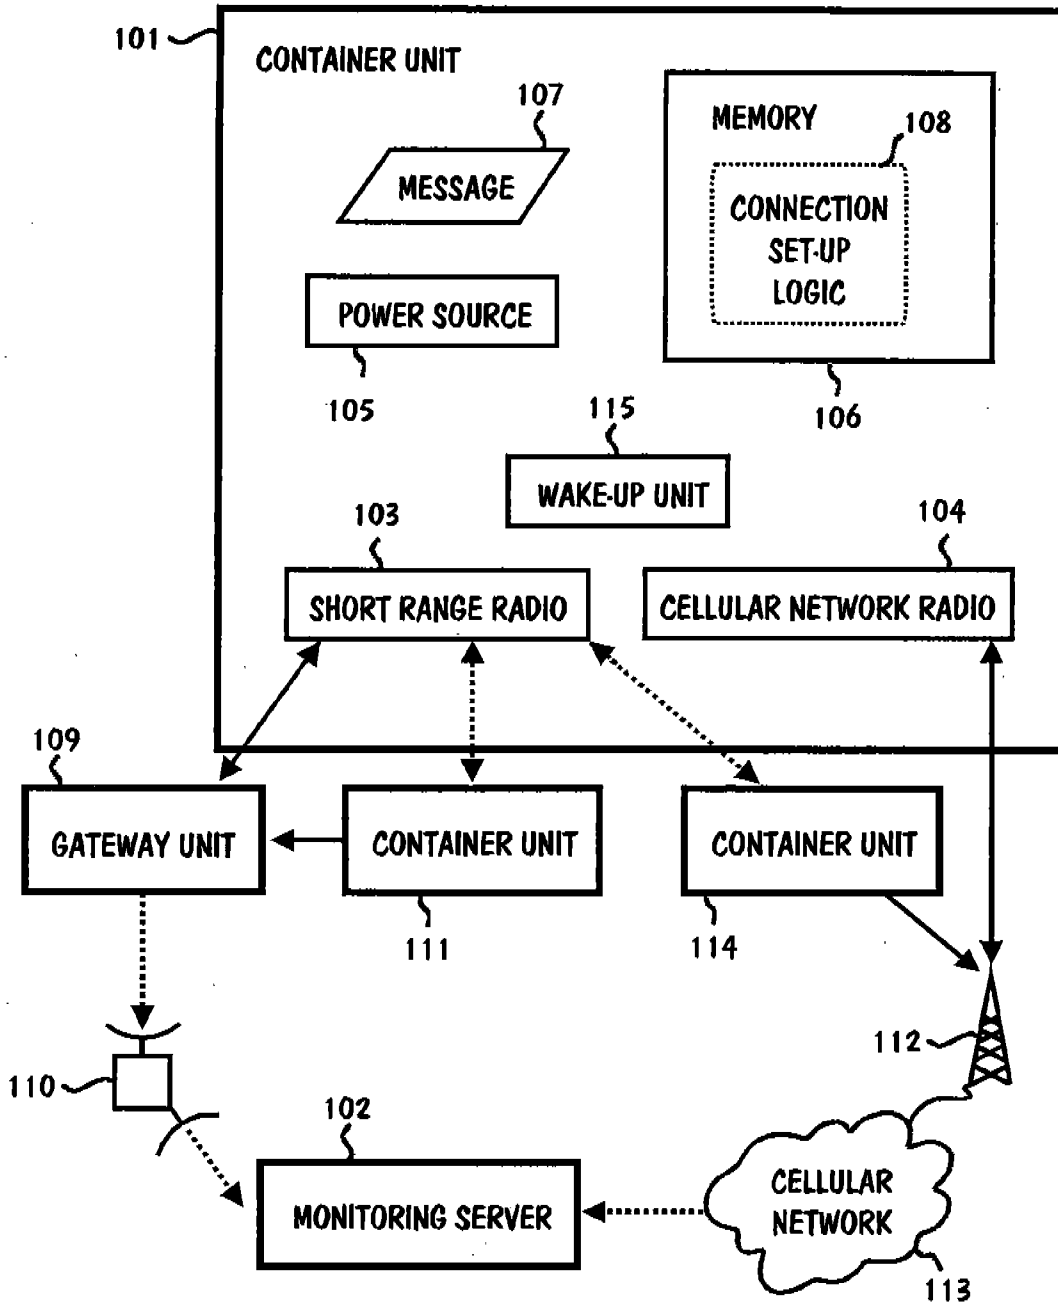 101
CONTAINER UNIT
107
MESSAGE
MEMORY
108
CONNECTION
SET-UP
LOGIC
POWER SOURCE
105
106
115
WAKE-UP UNIT
103
104
SHORT RANGE RADIO
CELLULAR NETWORK RADIO
109
GATEWAY UNIT
CONTAINER UNIT
CONTAINER UNIT
111
114
112
110
102
MONITORING SERVER
CELLULAR
NETWORK
113